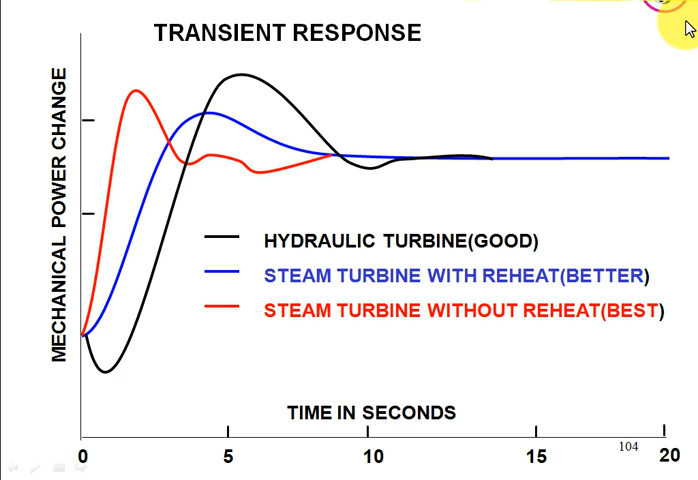 TRANSIENT RESPONSE
MECHANICAL POWER CHANGE
HYDRAULIC TURBINE(GOOD)
STEAM TURBINE WITH REHEAT(BETTER)
STEAM TURBINE WITHOUT REHEAT(BEST)
TIME IN SECONDS
104
0 5 10 15 20